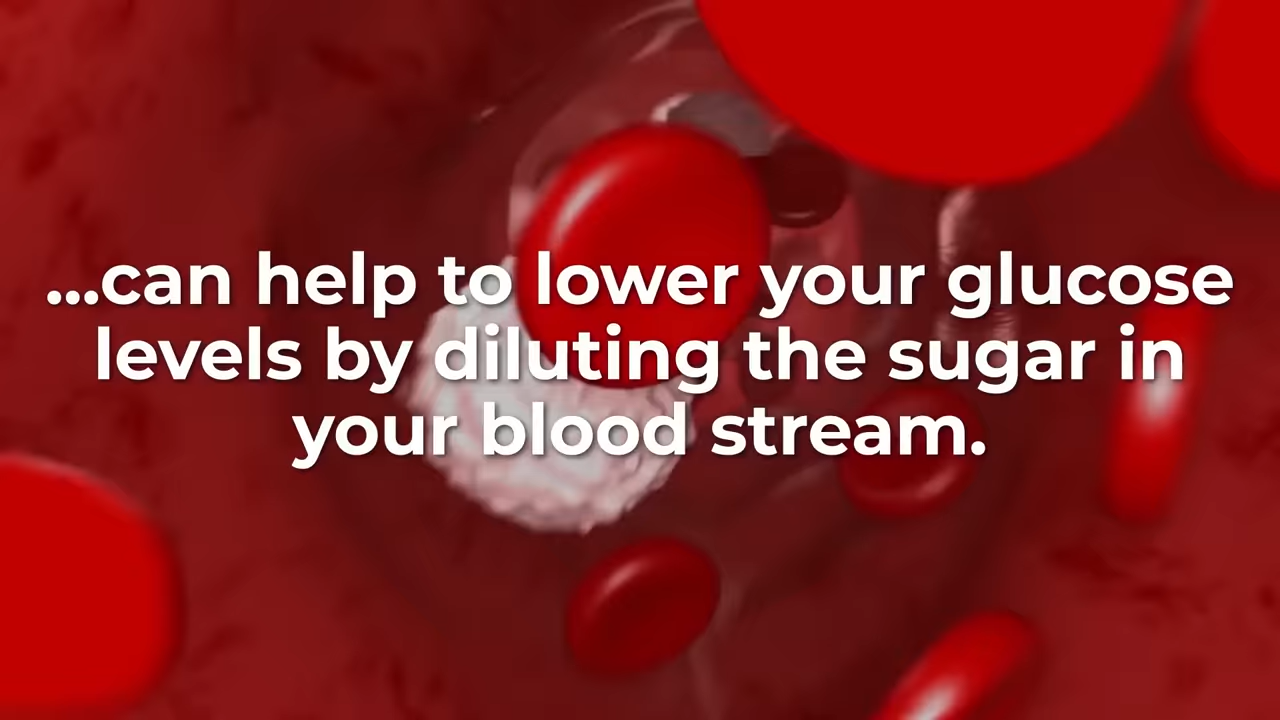 ...can help to lower your glucose
levels by diluting the sugar in
your blood stream.